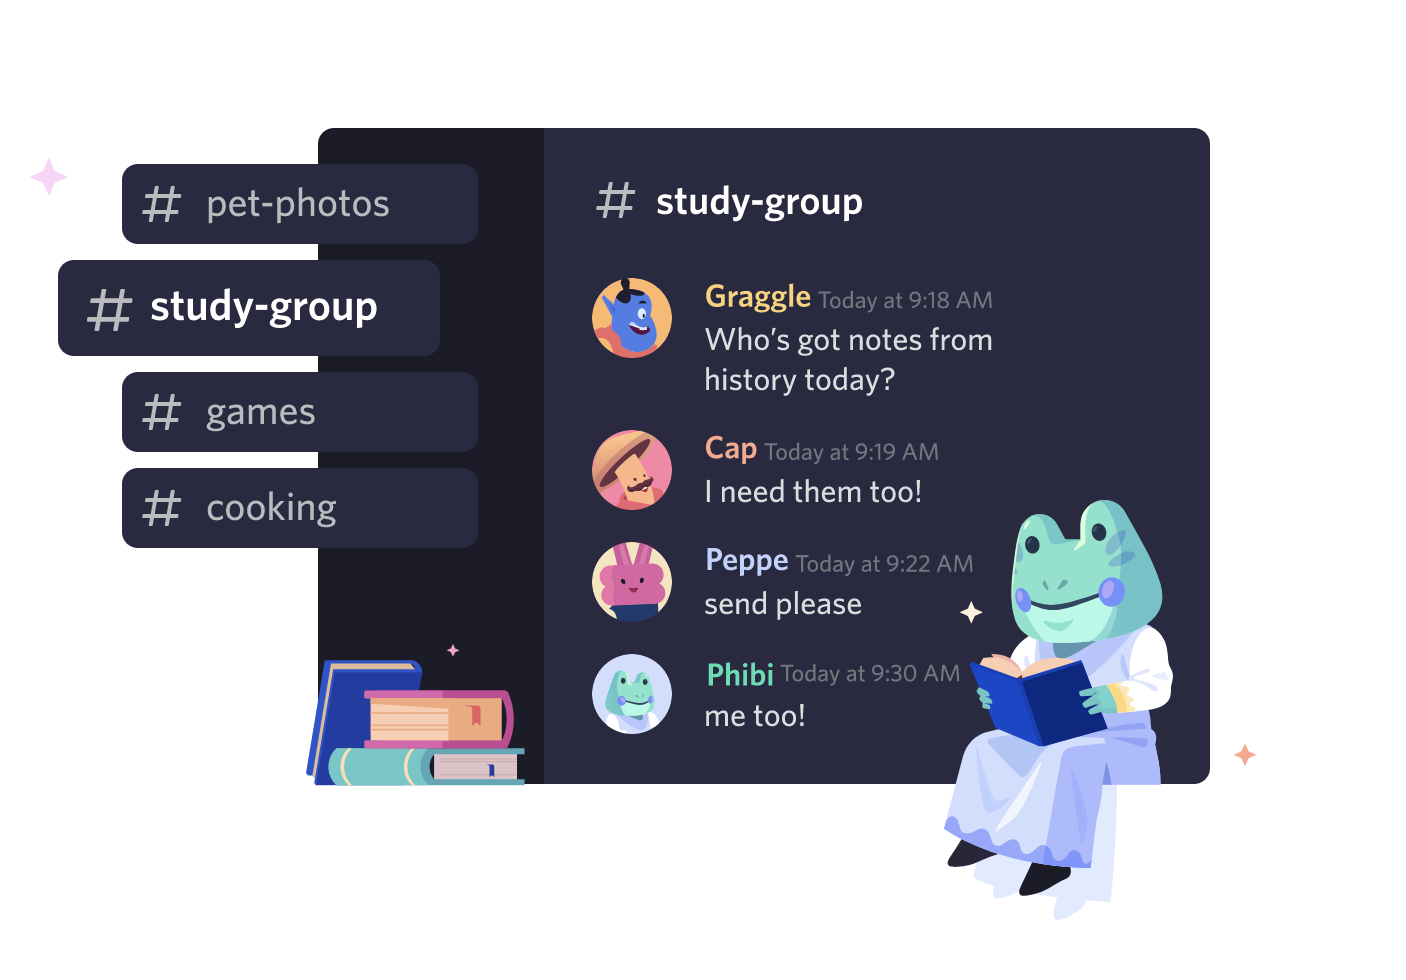 # pet-photos
# study-group
# games
# cooking
# study-group
Graggle Today at 9:18 AM
Who’s got notes from
history today?
Cap Today at 9:19 AM
I need them too!
Peppe Today at 9:22 AM
send please
Phibi Today at 9:30 AM
me too!